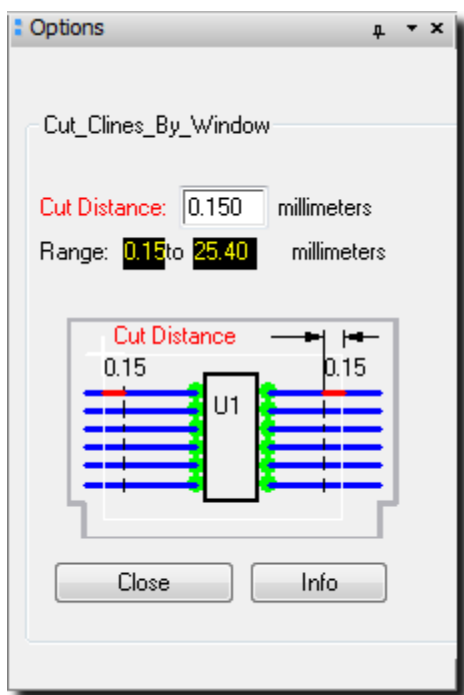 Options
Cut_Clines_By_Window
Cut Distance: 0.150 millimeters
Range: 0.15to 25.40 millimeters
Cut Distance
0.15 0.15
U1
Close Info